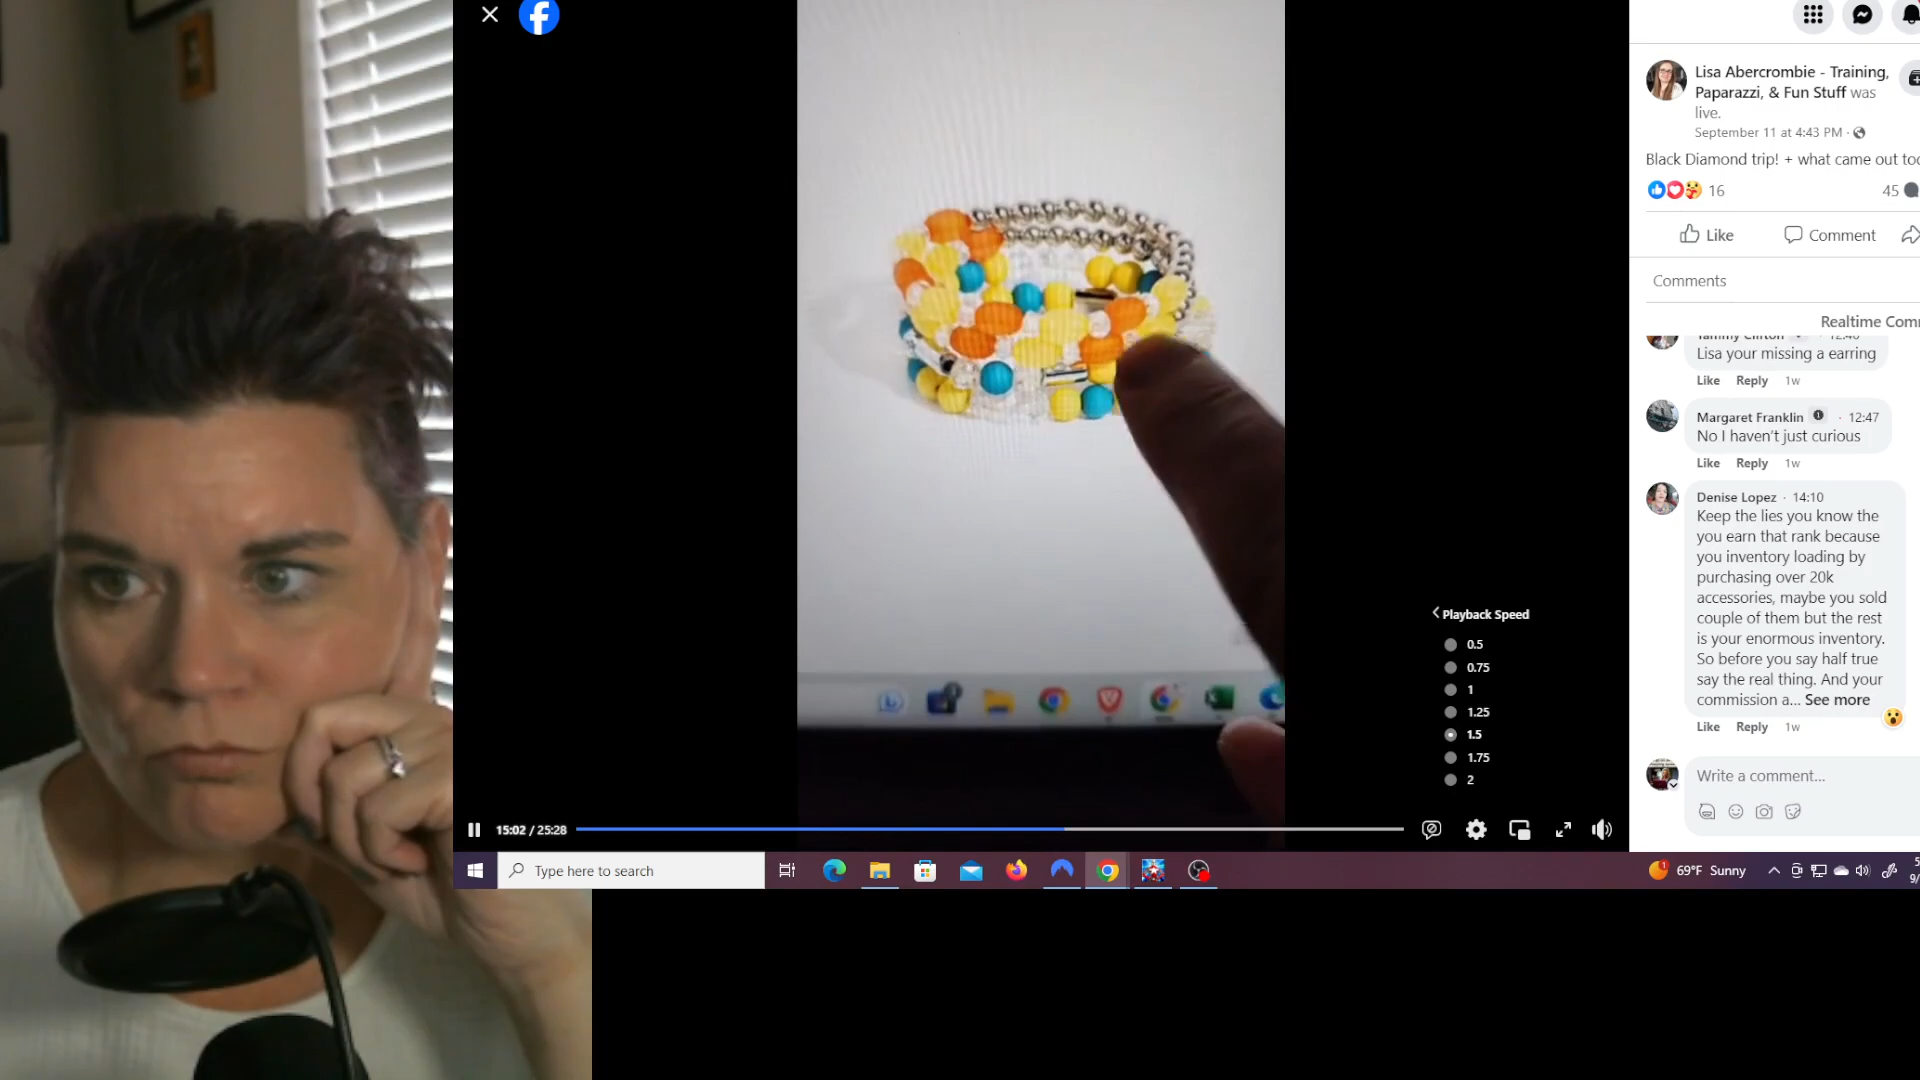 Lisa Abercrombie - Training,
Paparazzi, & Fun Stuff was
live.
September 11 at 4:43 PM ·
Black Diamond trip! + what came out too
16
45
Like
Comment
Comments
Realtime Com
12:46
Lisa your missing a earring
Like Reply 1w
Margaret Franklin · 12:47
No I haven't just curious
Like Reply 1w
Denise Lopez · 14:10
Keep the lies you know the
you earn that rank because
you inventory loading by
purchasing over 20k
accessories, maybe you sold
couple of them but the rest
is your enormous inventory.
So before you say half true
say the real thing. And your
commission a... See more
Like Reply 1w
Write a comment...
Playback Speed
0.5
0.75
1
1.25
1.5
1.75
2
15:02 / 25:28
Type here to search
69°F Sunny